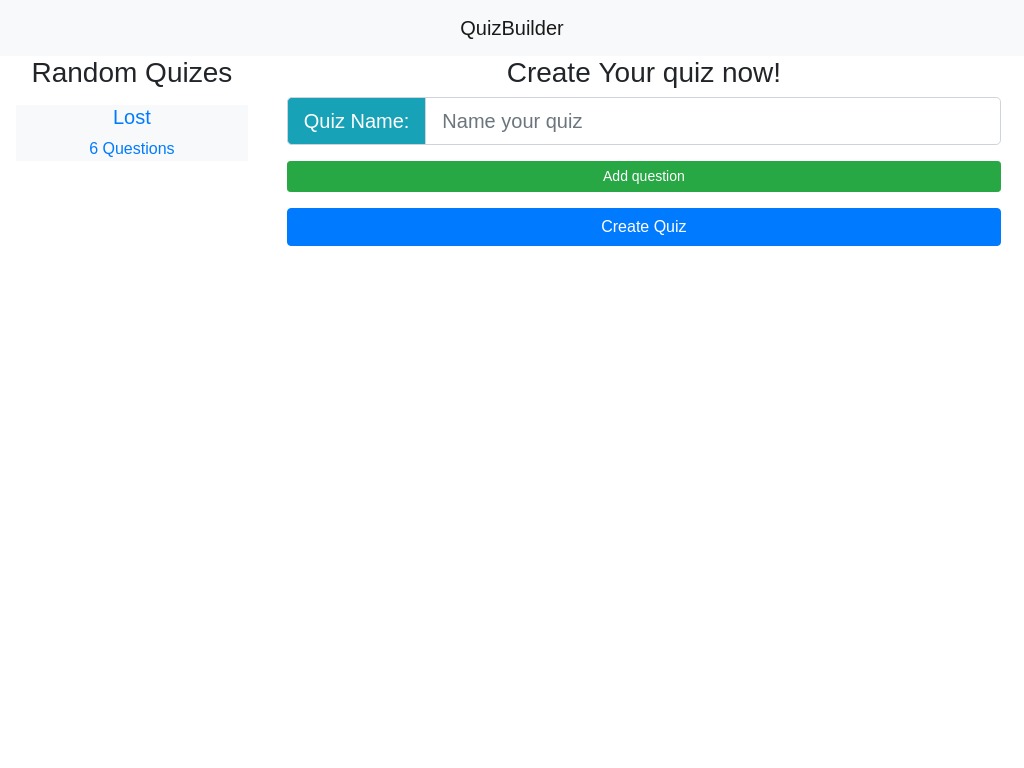 QuizBuilder
Random Quizes
Lost
6 Questions
Create Your quiz now!
Quiz Name: Name your quiz
Add question
Create Quiz